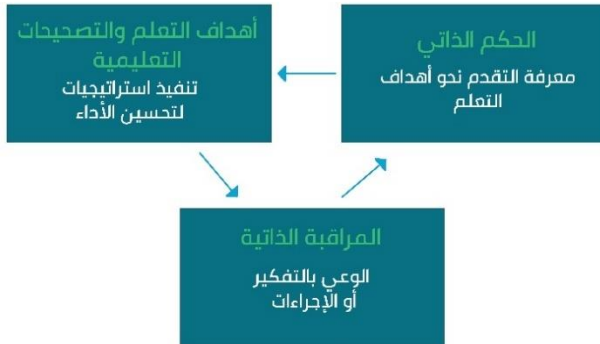 الحكم الذاتي
معرفة التقدم نحو أهداف
التعلم
أهداف التعلم والتصحيحات
التعليمية
تنفيذ استراتيجيات
لتحسين الأداء
المراقبة الذاتية
الوعي بالتفكير
أو الإجراءات